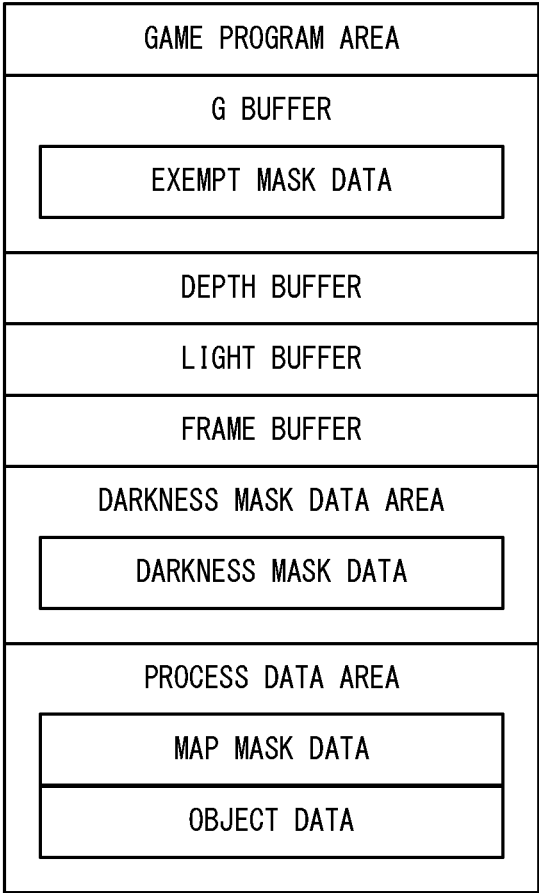 GAME PROGRAM AREA
G BUFFER
EXEMPT MASK DATA
DEPTH BUFFER
LIGHT BUFFER
FRAME BUFFER
DARKNESS MASK DATA AREA
DARKNESS MASK DATA
PROCESS DATA AREA
MAP MASK DATA
OBJECT DATA